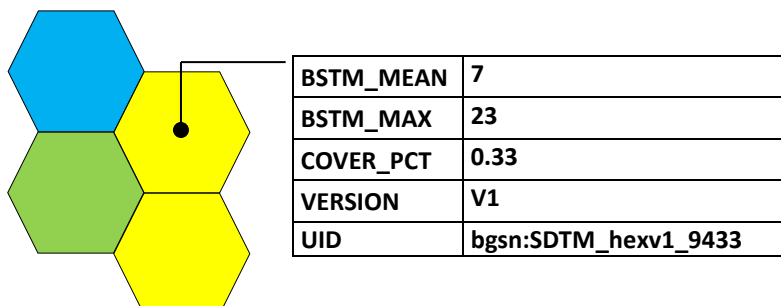 BSTM_MEAN 7
BSTM_MAX 23
COVER_PCT 0.33
VERSION V1
UID bgsn:SDTM_hexv1_9433